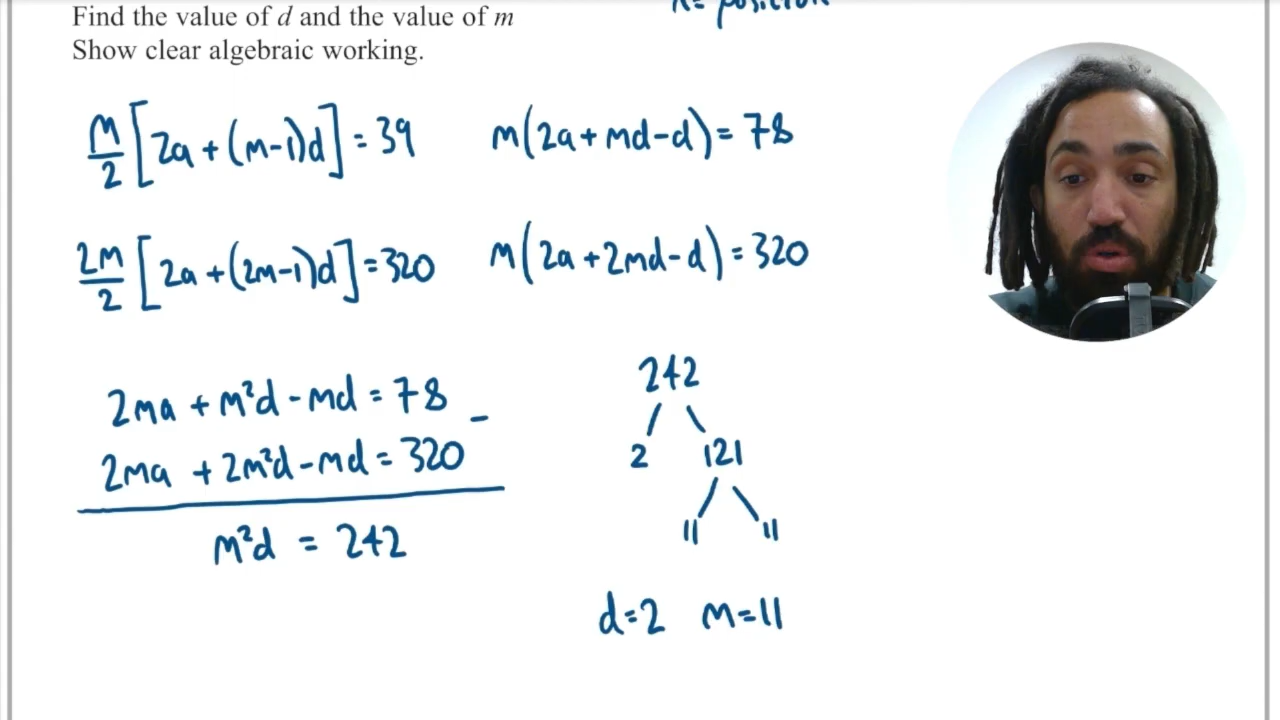 Find the value of d and the value of m
Show clear algebraic working.
n = position
m/2 [2a + (m-1)d] = 39
m(2a + md - d) = 78
2m/2 [2a + (2m-1)d] = 320
m(2a + 2md - d) = 320
2ma + m²d - md = 78
2ma + 2m²d - md = 320 -
m²d = 242
242
2 121
11 11
d=2 m=11